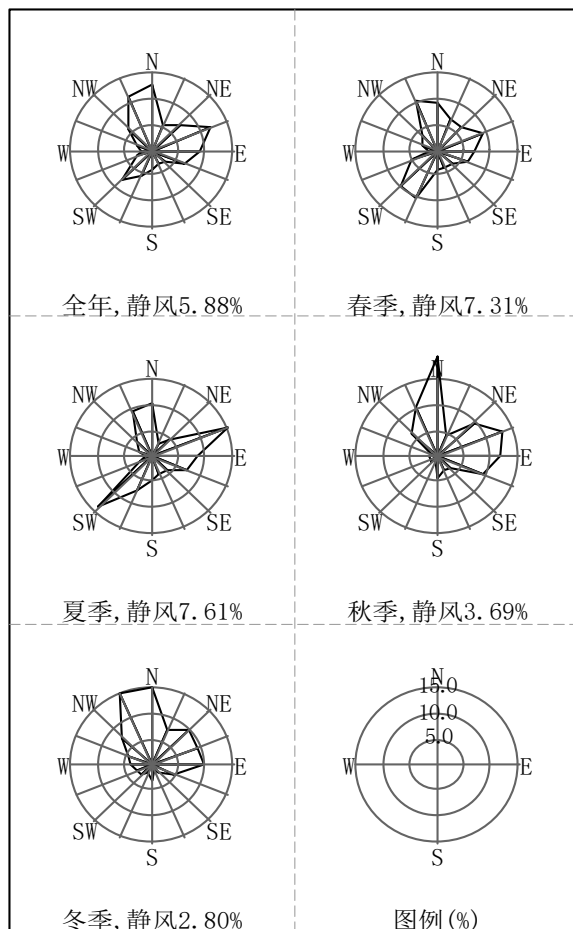 N
NW NE
W E
SW SE
S
全年,静风5.88%
N
NW NE
W E
SW SE
S
春季,静风7.31%
N
NW NE
W E
SW SE
S
夏季,静风7.61%
N
NW NE
W E
SW SE
S
秋季,静风3.69%
N
NW NE
W E
SW SE
S
冬季,静风2.80%
N
15.0
10.0
5.0
W E
S
图例(%)